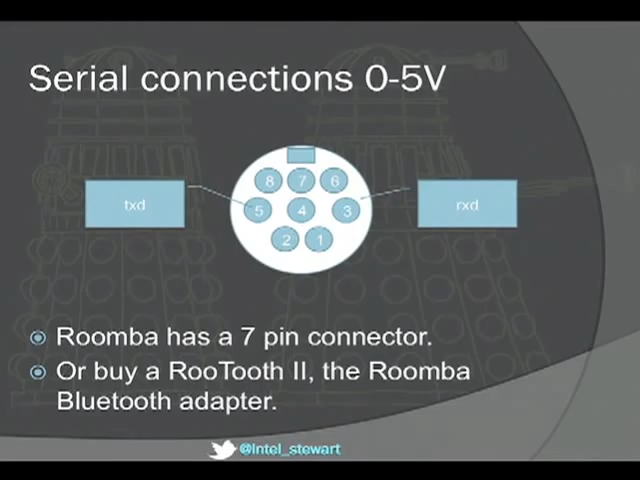 Serial connections 0-5V
8 7 6
txd 5 4 3 rxd
2 1
Roomba has a 7 pin connector.
Or buy a RooTooth II, the Roomba
Bluetooth adapter.
@Intel_stewart